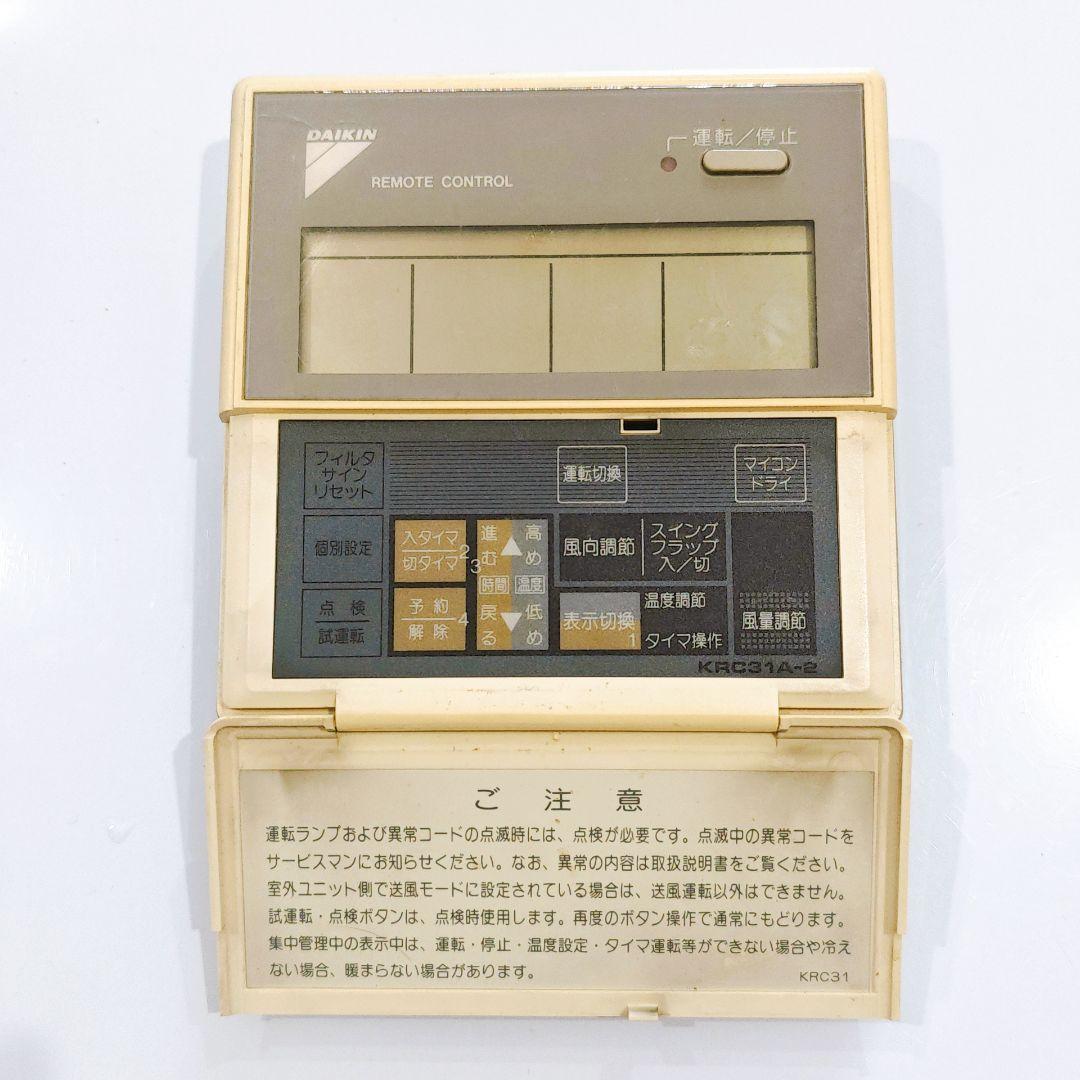 DAIKIN
REMOTE CONTROL
運転／停止
フィルタ
サイン
リセット
運転切換
マイコン
ドライ
個別設定
入タイマ
切タイマ
2
3
進む
高め
風向調節
スイング
フラップ
入／切
時間
温度
点検
試運転
予約
解除
4
戻る
低め
表示切換
1
温度調節
タイマ操作
風量調節
KRC31A-2
ご注意
運転ランプおよび異常コードの点滅時には、点検が必要です。点滅中の異常コードを
サービスマンにお知らせください。なお、異常の内容は取扱説明書をご覧ください。
室外ユニット側で送風モードに設定されている場合は、送風運転以外はできません。
試運転・点検ボタンは、点検時使用します。再度のボタン操作で通常にもどります。
集中管理中の表示中は、運転・停止・温度設定・タイマ運転等ができない場合や冷え
ない場合、暖まらない場合があります。
KRC31